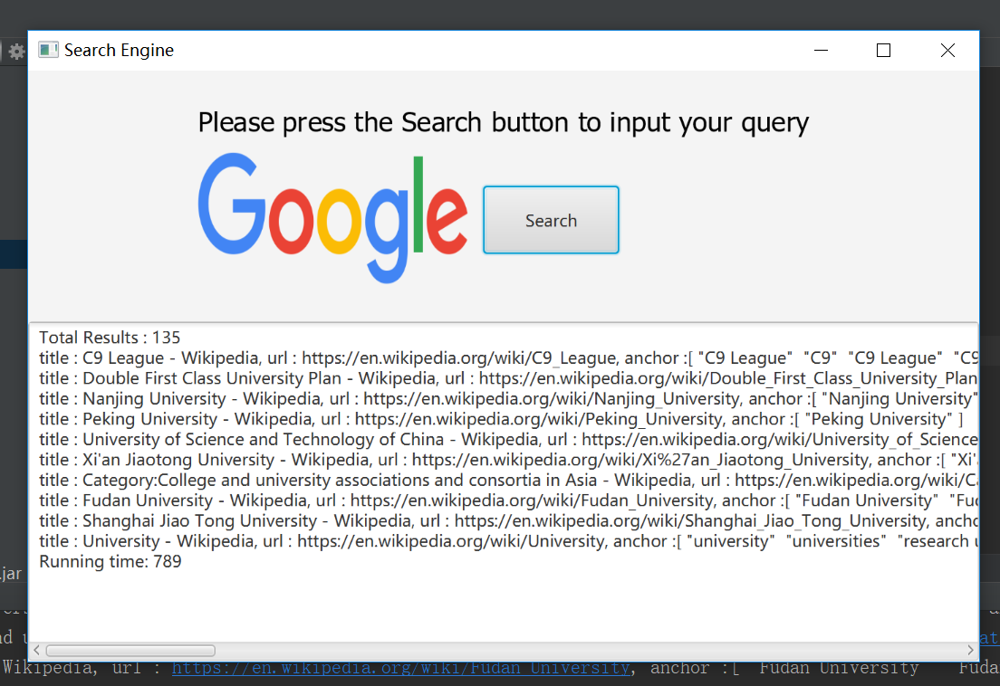 Search Engine
Please press the Search button to input your query
Google
Search
Total Results : 135
title : C9 League - Wikipedia, url : https://en.wikipedia.org/wiki/C9_League, anchor :[ "C9 League"  "C9"  "C9 League"  "C9
title : Double First Class University Plan - Wikipedia, url : https://en.wikipedia.org/wiki/Double_First_Class_University_Plan
title : Nanjing University - Wikipedia, url : https://en.wikipedia.org/wiki/Nanjing_University, anchor :[ "Nanjing University"
title : Peking University - Wikipedia, url : https://en.wikipedia.org/wiki/Peking_University, anchor :[ "Peking University" ]
title : University of Science and Technology of China - Wikipedia, url : https://en.wikipedia.org/wiki/University_of_Science
title : Xi'an Jiaotong University - Wikipedia, url : https://en.wikipedia.org/wiki/Xi%27an_Jiaotong_University, anchor :[ "Xi'
title : Category:College and university associations and consortia in Asia - Wikipedia, url : https://en.wikipedia.org/wiki/C
title : Fudan University - Wikipedia, url : https://en.wikipedia.org/wiki/Fudan_University, anchor :[ "Fudan University"  "Fud
title : Shanghai Jiao Tong University - Wikipedia, url : https://en.wikipedia.org/wiki/Shanghai_Jiao_Tong_University, ancho
title : University - Wikipedia, url : https://en.wikipedia.org/wiki/University, anchor :[ "university"  "universities"  "research
Running time: 789
.jar
Wikipedia, url : https://en.wikipedia.org/wiki/Fudan_University, anchor :[ Fudan University Fuda